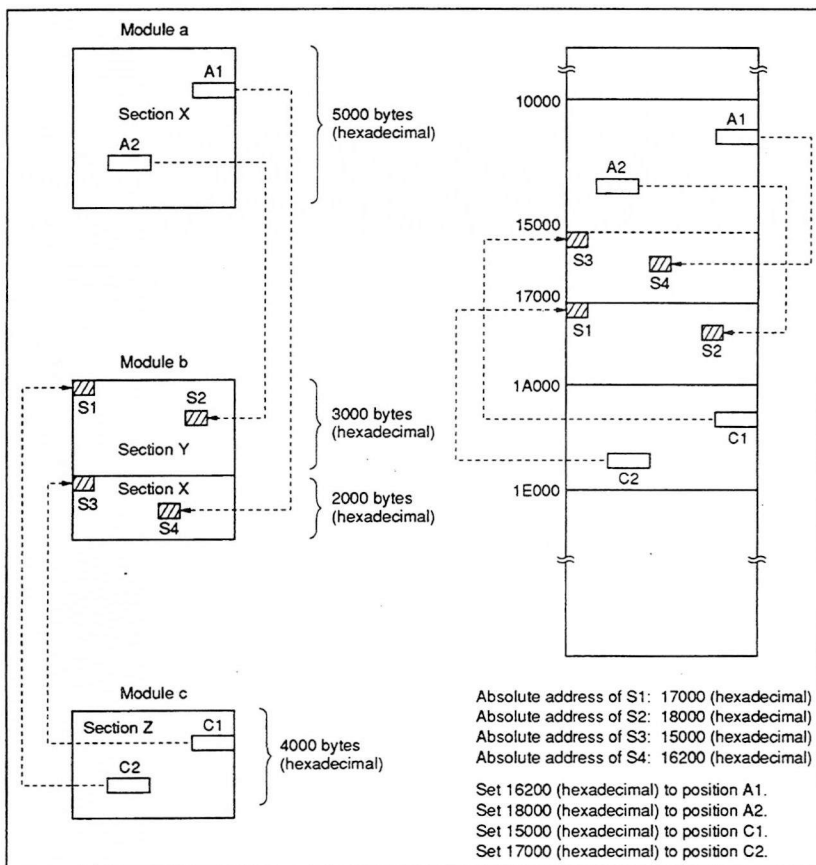 Module a
A1
Section X
A2
5000 bytes
(hexadecimal)
Module b
S1
S2
Section Y
3000 bytes
(hexadecimal)
Section X
S3
S4
2000 bytes
(hexadecimal)
Module c
Section Z
C1
C2
4000 bytes
(hexadecimal)
10000
A1
A2
15000
S3
S4
17000
S1
S2
1A000
C1
C2
1E000
Absolute address of S1: 17000 (hexadecimal)
Absolute address of S2: 18000 (hexadecimal)
Absolute address of S3: 15000 (hexadecimal)
Absolute address of S4: 16200 (hexadecimal)
Set 16200 (hexadecimal) to position A1.
Set 18000 (hexadecimal) to position A2.
Set 15000 (hexadecimal) to position C1.
Set 17000 (hexadecimal) to position C2.